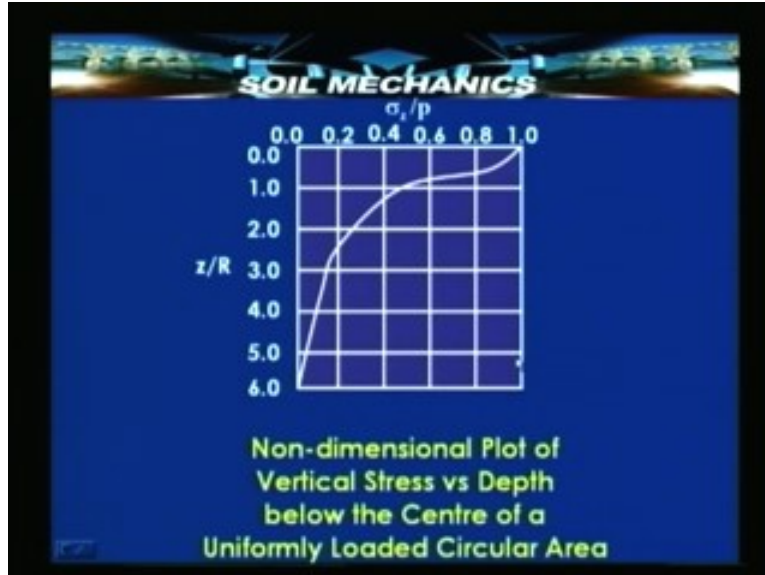 SOIL MECHANICS
σz/p
0.0 0.2 0.4 0.6 0.8 1.0
0.0
1.0
2.0
z/R 3.0
4.0
5.0
6.0
Non-dimensional Plot of
Vertical Stress vs Depth
below the Centre of a
Uniformly Loaded Circular Area